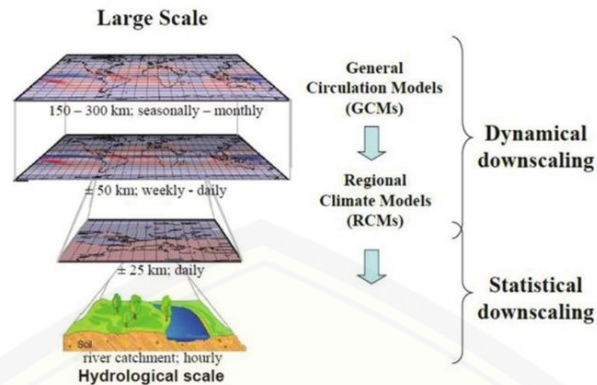 Large Scale
150 – 300 km; seasonally – monthly
± 50 km; weekly - daily
± 25 km; daily
Soil
river catchment; hourly
Hydrological scale
General
Circulation Models
(GCMs)
Regional
Climate Models
(RCMs)
Dynamical
downscaling
Statistical
downscaling